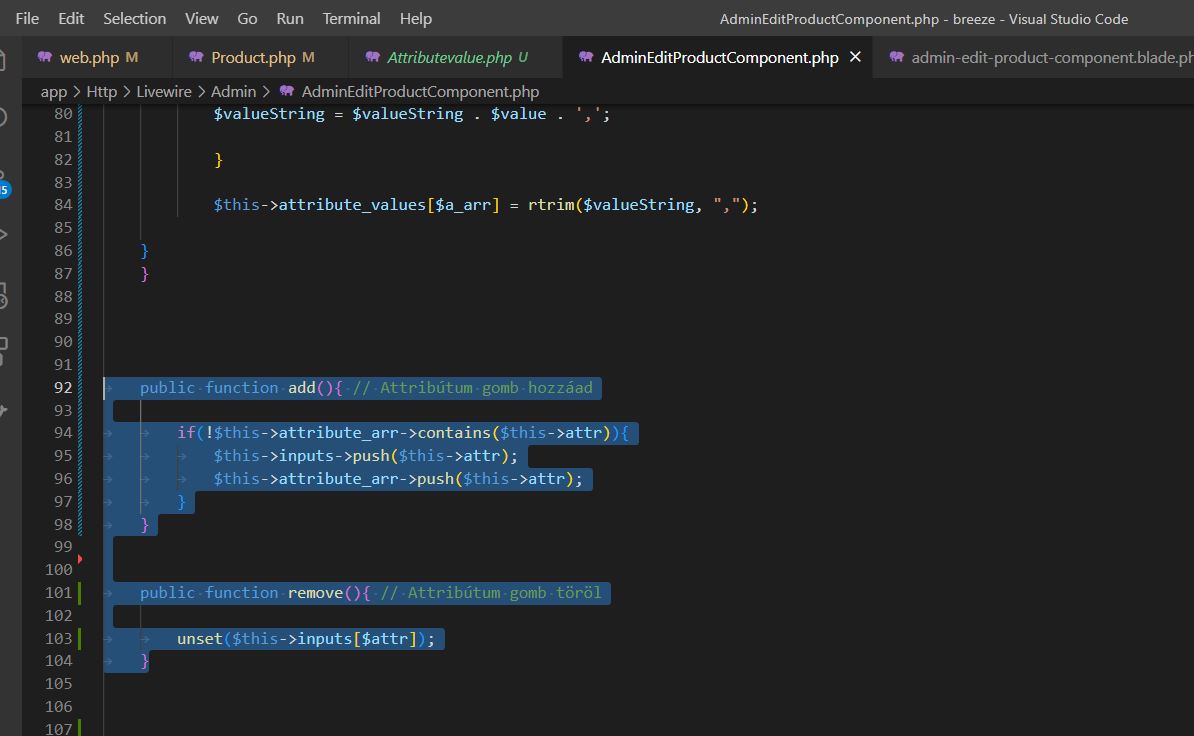 File Edit Selection View Go Run Terminal Help AdminEditProductComponent.php - breeze - Visual Studio Code
web.php M Product.php M Attributevalue.php U AdminEditProductComponent.php × admin-edit-product-component.blade.ph
app > Http > Livewire > Admin > AdminEditProductComponent.php
80 $valueString = $valueString . $value . ',';
81
82 }
83
84 $this->attribute_values[$a_arr] = rtrim($valueString, ",");
85
86 }
87 }
88
89
90
91
92 public function add(){ // Attribútum gomb hozzáad
93
94 if(!$this->attribute_arr->contains($this->attr)){
95 $this->inputs->push($this->attr);
96 $this->attribute_arr->push($this->attr);
97 }
98 }
99
100
101 public function remove(){ // Attribútum gomb töröl
102
103 unset($this->inputs[$attr]);
104 }
105
106
107